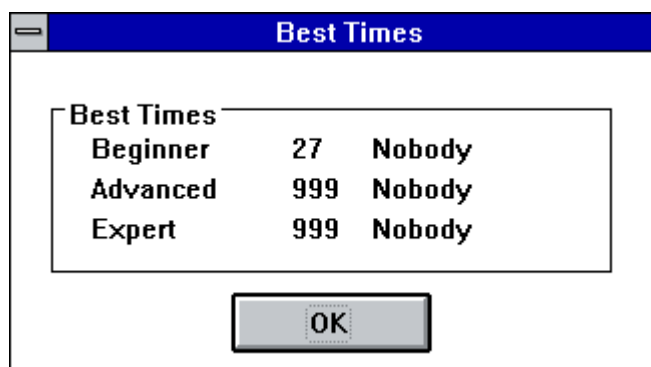 Best Times
Best Times
Beginner 27 Nobody
Advanced 999 Nobody
Expert 999 Nobody
OK